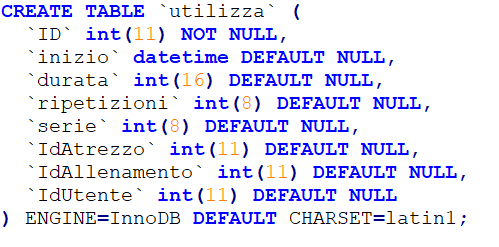 CREATE TABLE `utilizza` (
  `ID` int(11) NOT NULL,
  `inizio` datetime DEFAULT NULL,
  `durata` int(16) DEFAULT NULL,
  `ripetizioni` int(8) DEFAULT NULL,
  `serie` int(8) DEFAULT NULL,
  `IdAtrezzo` int(11) DEFAULT NULL,
  `IdAllenamento` int(11) DEFAULT NULL,
  `IdUtente` int(11) DEFAULT NULL
) ENGINE=InnoDB DEFAULT CHARSET=latin1;